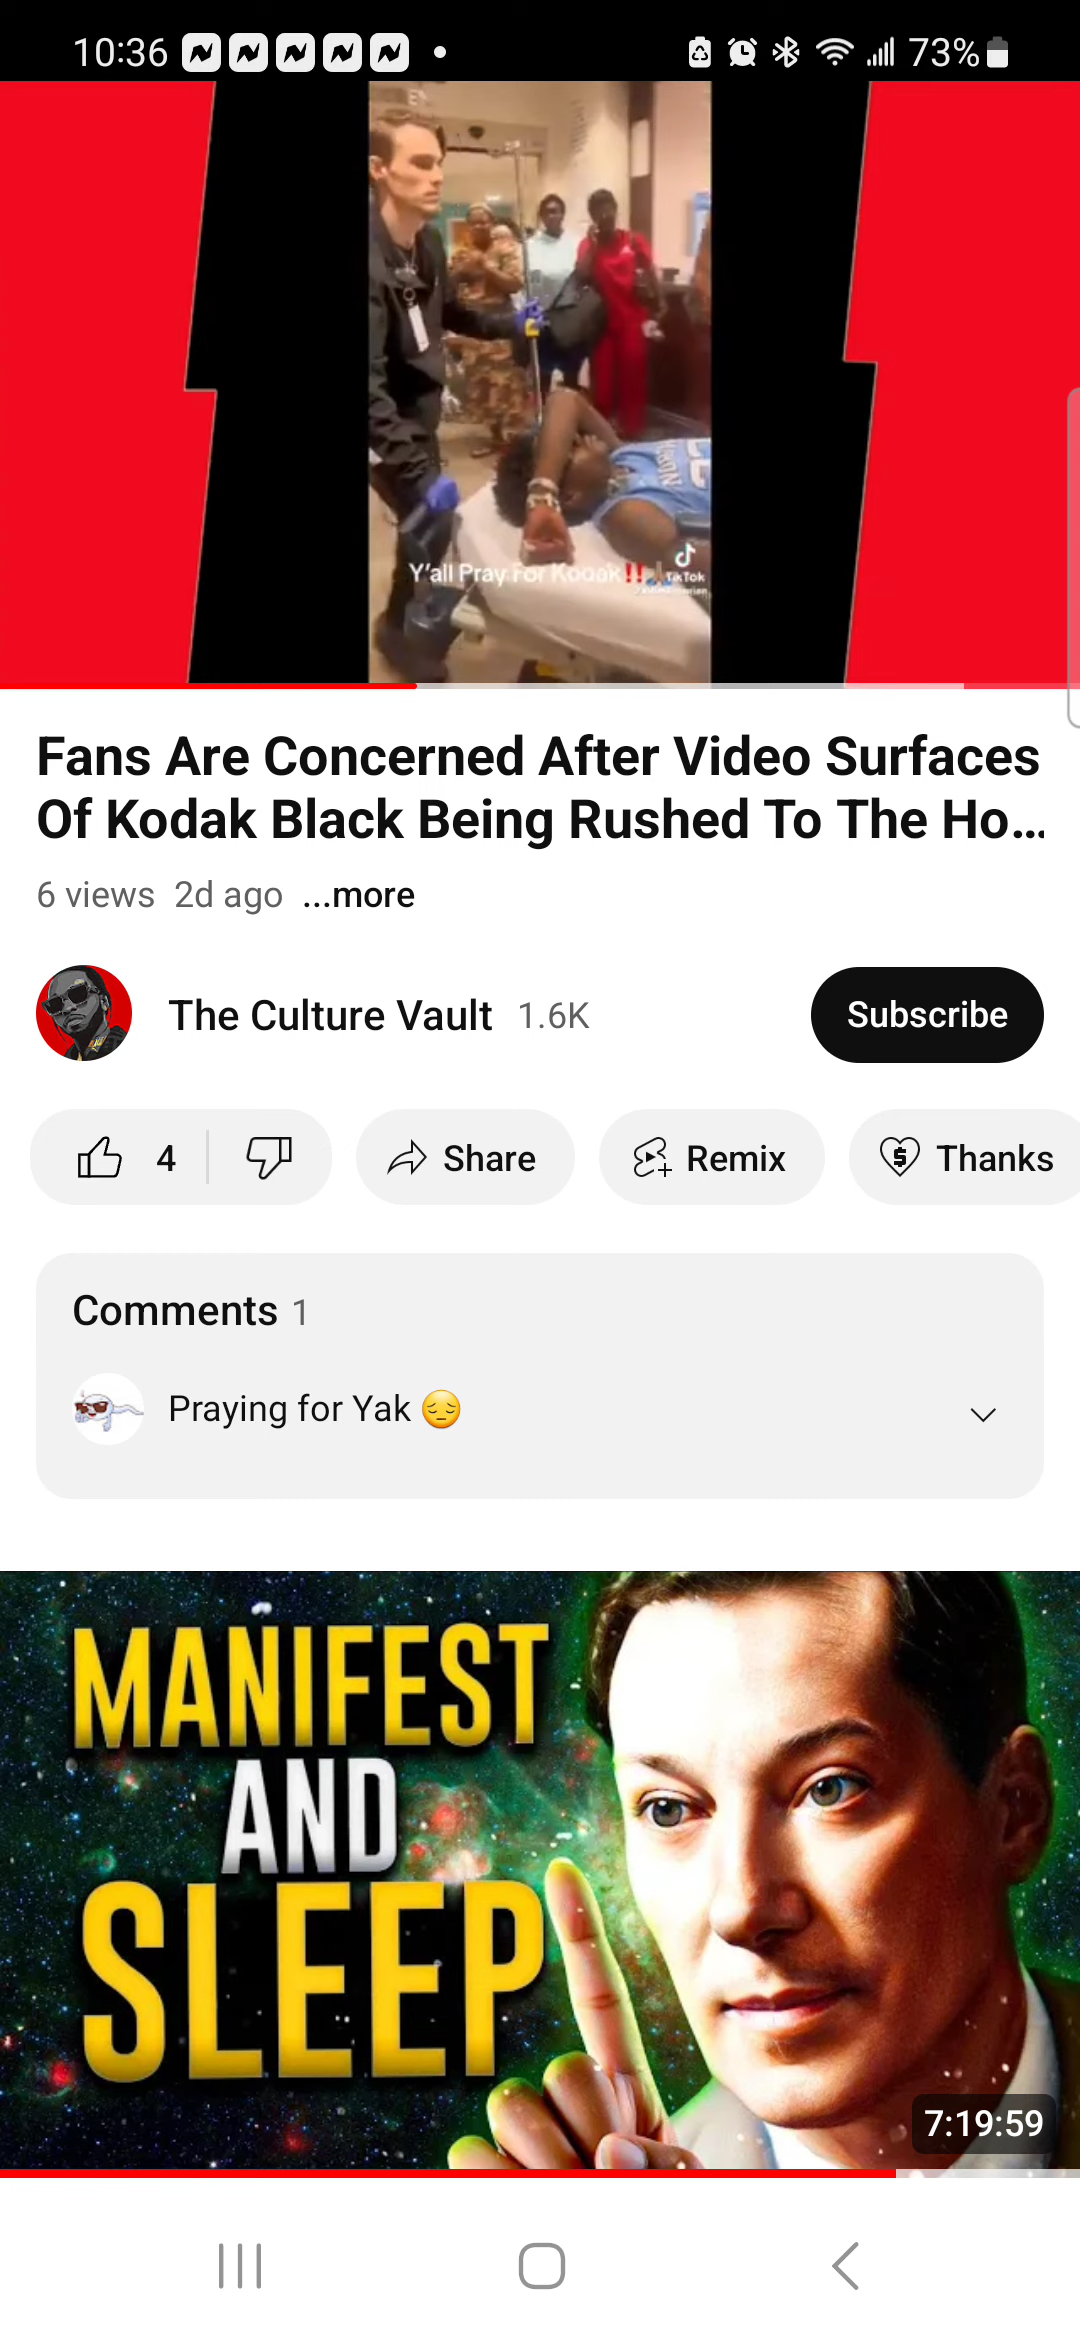 10:36
73%
Y'all Pray For Kodak‼️🙏🏾
TikTok
Fans Are Concerned After Video Surfaces
Of Kodak Black Being Rushed To The Ho...
6 views 2d ago ...more
The Culture Vault 1.6K
Subscribe
4
Share
Remix
Thanks
Comments 1
Praying for Yak 😔
MANIFEST
AND
SLEEP
7:19:59